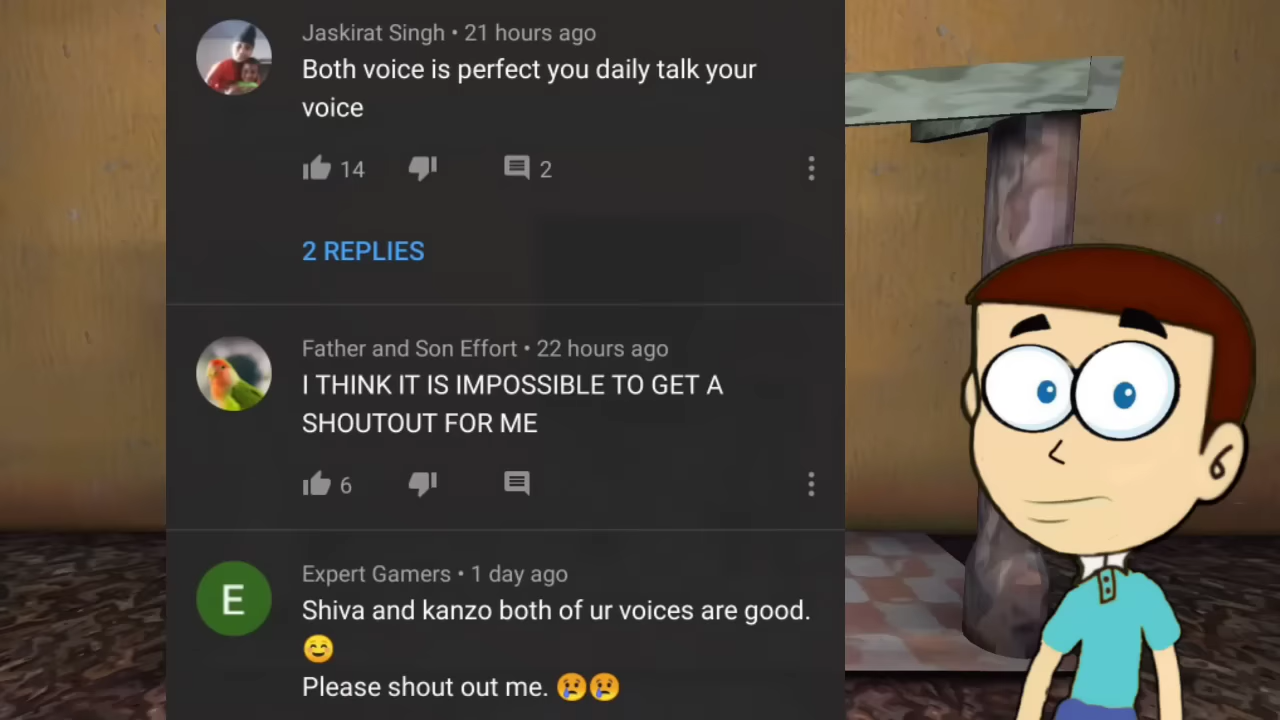 Jaskirat Singh • 21 hours ago
Both voice is perfect you daily talk your
voice
14 2
2 REPLIES
Father and Son Effort • 22 hours ago
I THINK IT IS IMPOSSIBLE TO GET A
SHOUTOUT FOR ME
6
E
Expert Gamers • 1 day ago
Shiva and kanzo both of ur voices are good.
😊
Please shout out me. 😢😢